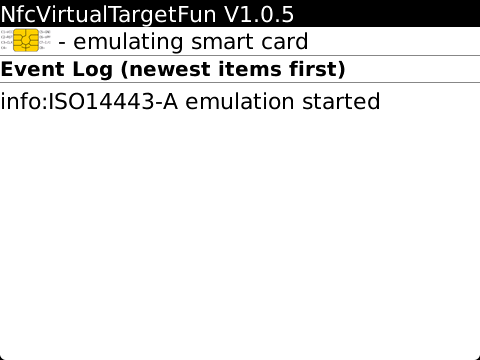 NfcVirtualTargetFun V1.0.5
- emulating smart card
Event Log (newest items first)
info:ISO14443-A emulation started